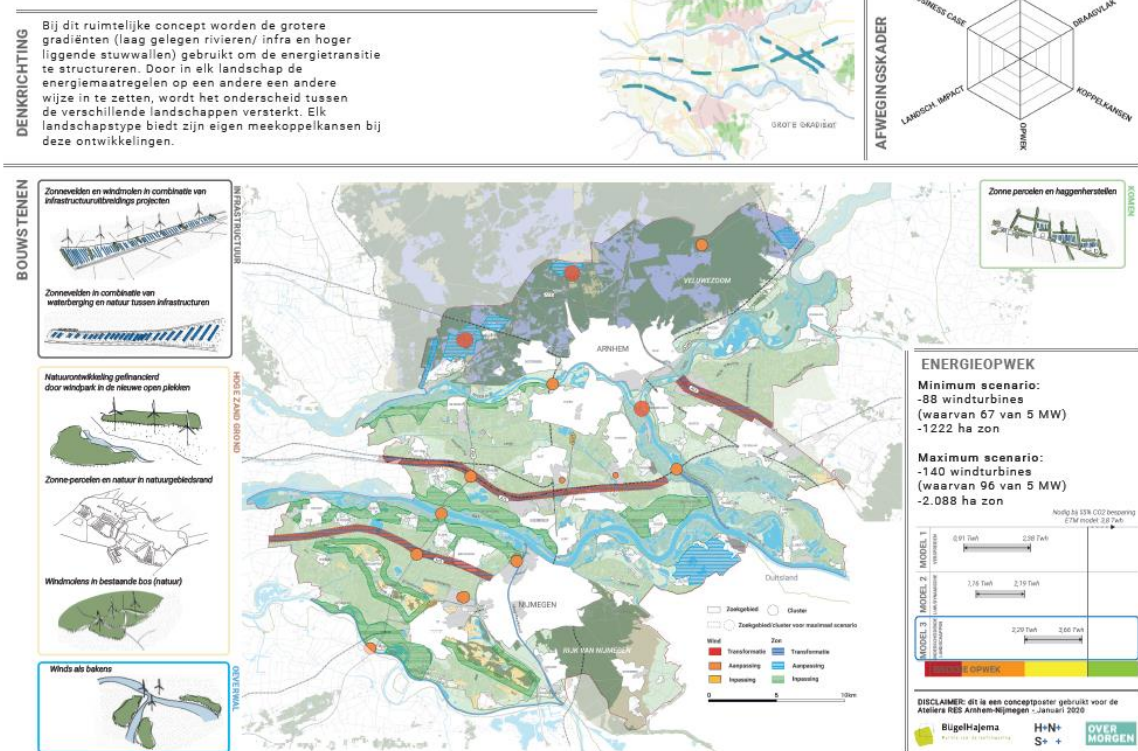 DENKRICHTING
Bij dit ruimtelijke concept worden de grotere
gradiënten (laag gelegen rivieren/ infra en hoger
liggende stuwwallen) gebruikt om de energietransitie
te structureren. Door in elk landschap de
energiemaatregelen op een andere een andere
wijze in te zetten, wordt het onderscheid tussen
de verschillende landschappen versterkt. Elk
landschapstype biedt zijn eigen meekoppelkansen bij
deze ontwikkelingen.
GROTE GRADIENT
AFWEGINGSKADER
DRAAGVLAK
KOPPELKANSEN
OPWEK
LANDSCH. IMPACT
BOUWSTENEN
Zonnevelden en windmolen in combinatie van
infrastructuuruitbreidings projecten
Zonnevelden in combinatie van
waterberging en natuur tussen infrastructuren
INFRASTRUCTUUR
Natuurontwikkeling gefinancierd
door windpark in de nieuwe open plekken
Zonne-percelen en natuur in natuurgebiedsrand
Windmolens in bestaande bos (natuur)
HOGE ZAND GROND
Winds als bakens
OEVERWAL
VELUWEZOOM
ARNHEM
NIJMEGEN
RIJK VAN NIJMEGEN
Duitsland
Zoekgebied
Cluster
Zoekgebied/cluster voor maximaal scenario
Wind
Zon
Transformatie
Transformatie
Aanpassing
Aanpassing
Inpassing
Inpassing
0 5 10km
Zonne percelen en haggenherstellen
KOMEN
ENERGIEOPWEK
Minimum scenario:
-88 windturbines
(waarvan 67 van 5 MW)
-1222 ha zon
Maximum scenario:
-140 windturbines
(waarvan 96 van 5 MW)
-2.088 ha zon
Nodig bij 55% CO2 besparing
ETM model: 2,8 Twh
MODEL 1
0,91 Twh
2,28 Twh
MODEL 2
1,76 Twh
2,19 Twh
MODEL 3
LANDSCHAPPEN
2,29 Twh
2,66 Twh
OPWEK
DISCLAIMER: dit is een conceptposter gebruikt voor de
Ateliers RES Arnhem-Nijmegen - Januari 2020
BügelHajema
H+N+
S+ +
OVER
MORGEN